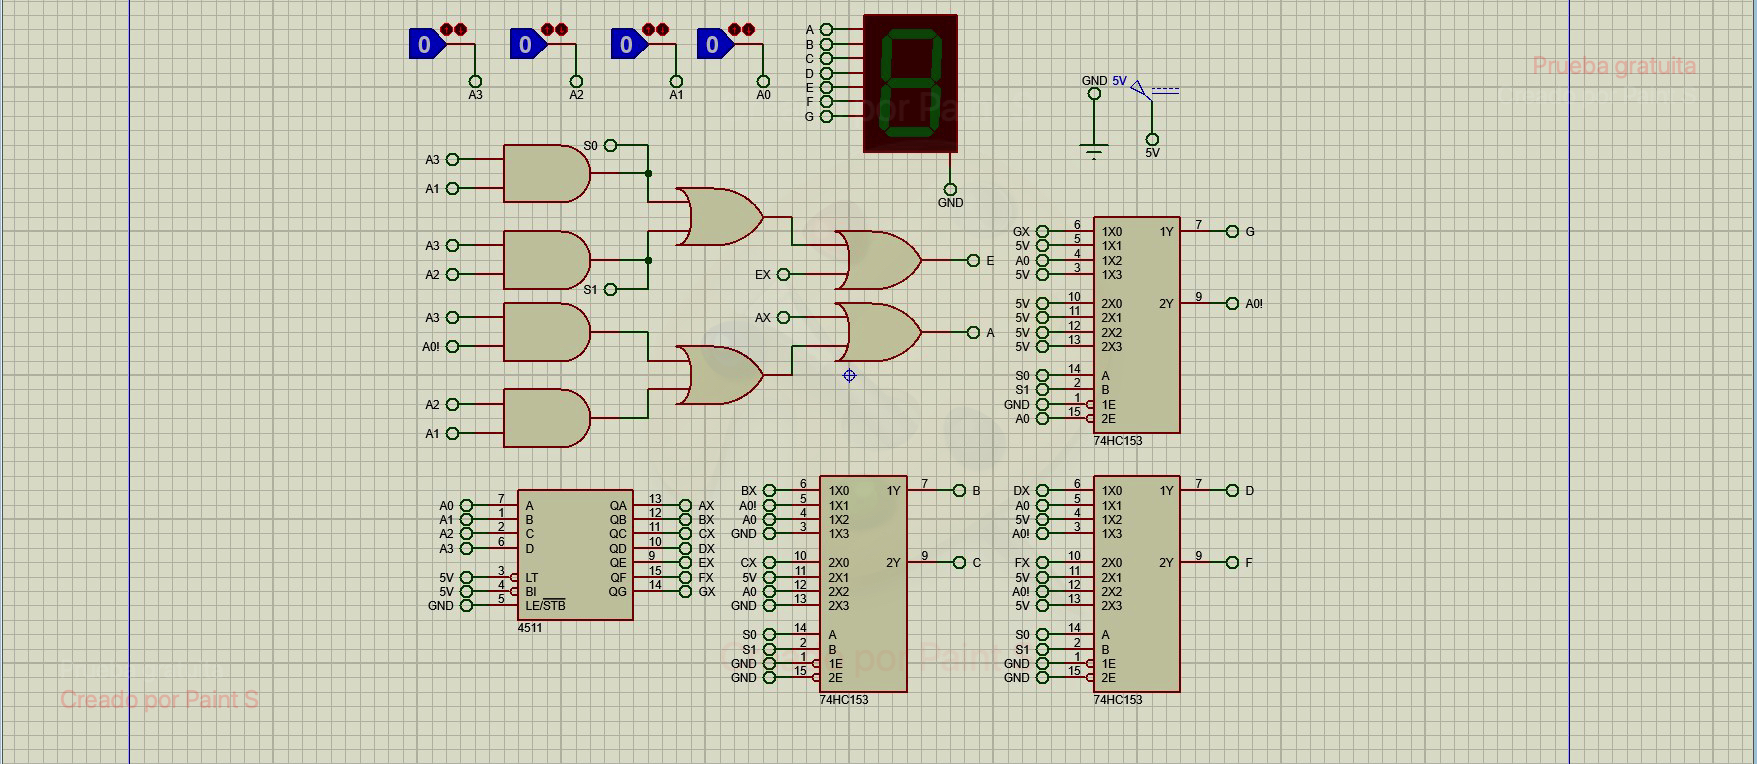 0 0 0 0
A3 A2 A1 A0
A
B
C
D
E
F
G
GND
GND 5V
5V
Prueba gratuita
A3
A1
S0
A3
A2
S1
A3
A0!
A2
A1
EX
E
AX
A
GX 6 1X0 1Y 7 G
5V 5 1X1
A0 4 1X2
5V 3 1X3
5V 10 2X0 2Y 9 A0!
5V 11 2X1
5V 12 2X2
5V 13 2X3
S0 14 A
S1 2 B
GND 1 1E
A0 15 2E
74HC153
A0 7 A QA 13 AX
A1 1 B QB 12 BX
A2 2 C QC 11 CX
A3 6 D QD 10 DX
QE 9 EX
5V 3 LT QF 15 FX
5V 4 BI QG 14 GX
GND 5 LE/STB
4511
BX 6 1X0 1Y 7 B
A0! 5 1X1
A0 4 1X2
GND 3 1X3
CX 10 2X0 2Y 9 C
5V 11 2X1
A0 12 2X2
GND 13 2X3
S0 14 A
S1 2 B
GND 1 1E
GND 15 2E
74HC153
DX 6 1X0 1Y 7 D
A0 5 1X1
5V 4 1X2
A0! 3 1X3
FX 10 2X0 2Y 9 F
5V 11 2X1
A0! 12 2X2
5V 13 2X3
S0 14 A
S1 2 B
GND 1 1E
GND 15 2E
74HC153
Creado por Paint S